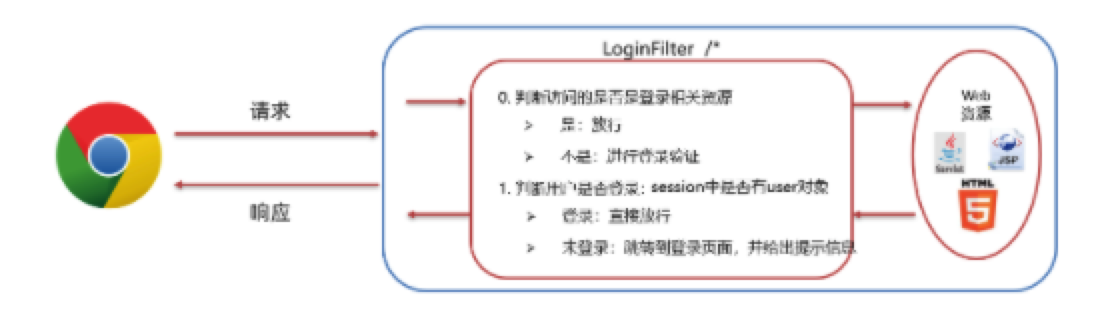 LoginFilter /*
请求
响应
0. 判断访问的是否是登录相关资源
➢ 是：放行
➢ 不是：进行登录验证
1. 判断用户是否登录：session中是否有user对象
➢ 登录：直接放行
➢ 未登录：跳转到登录页面，并给出提示信息
Web
资源
Servlet
JSP
HTML
5